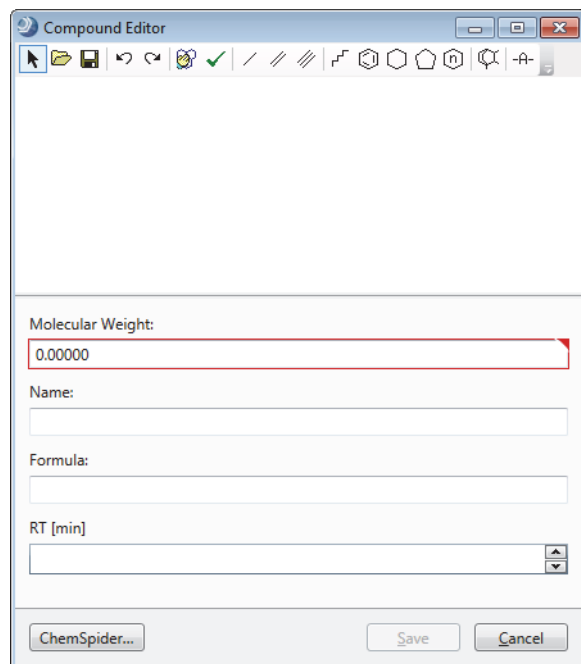 Compound Editor
n -A-
Molecular Weight:
0.00000
Name:
Formula:
RT [min]
ChemSpider... Save Cancel